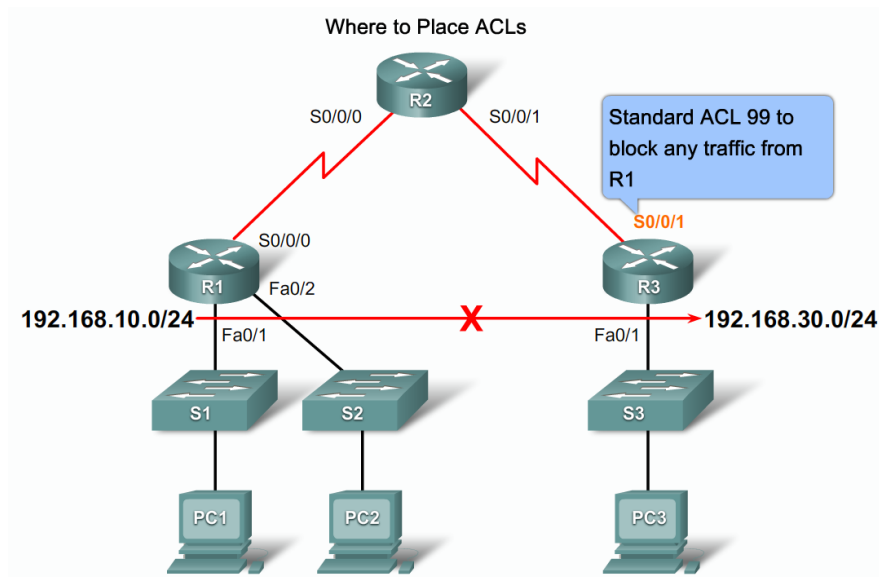 Where to Place ACLs
R2
S0/0/0
S0/0/1
Standard ACL 99 to
block any traffic from
R1
S0/0/1
S0/0/0
R1
R3
Fa0/2
192.168.10.0/24
X
192.168.30.0/24
Fa0/1
Fa0/1
S1
S2
S3
PC1
PC2
PC3